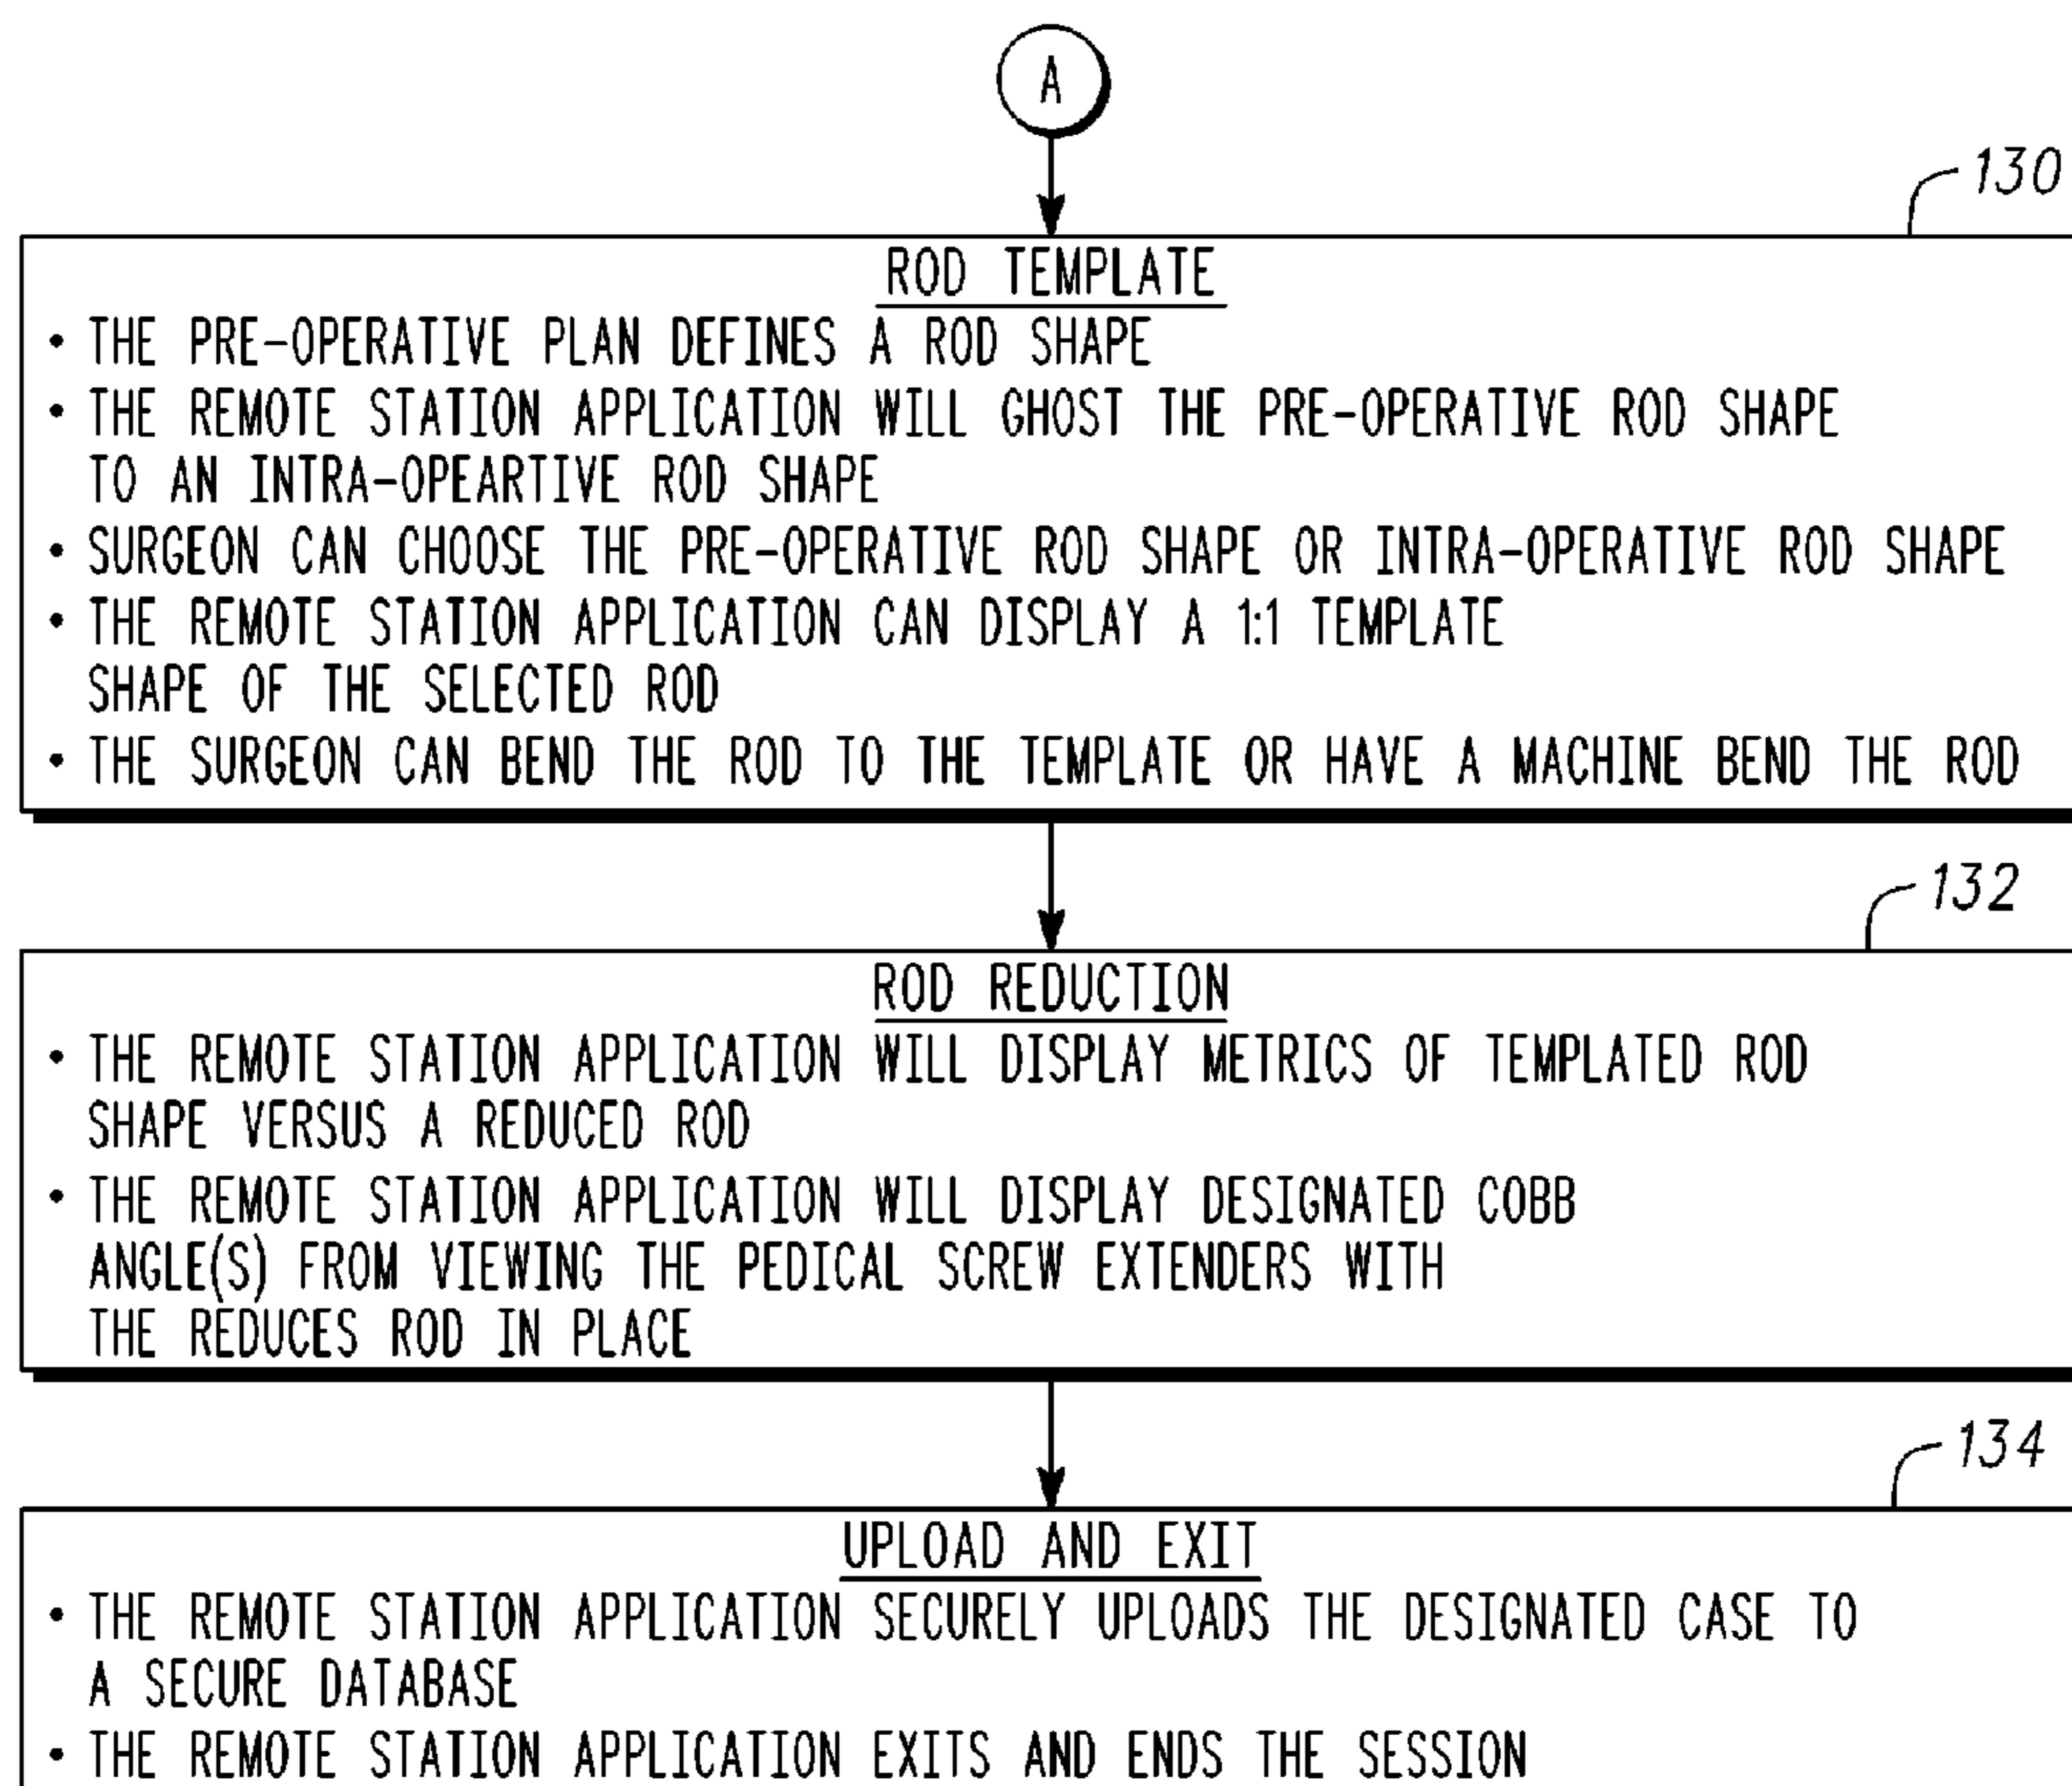 A
130
ROD TEMPLATE
• THE PRE-OPERATIVE PLAN DEFINES A ROD SHAPE
• THE REMOTE STATION APPLICATION WILL GHOST THE PRE-OPERATIVE ROD SHAPE
TO AN INTRA-OPEARTIVE ROD SHAPE
• SURGEON CAN CHOOSE THE PRE-OPERATIVE ROD SHAPE OR INTRA-OPERATIVE ROD SHAPE
• THE REMOTE STATION APPLICATION CAN DISPLAY A 1:1 TEMPLATE
SHAPE OF THE SELECTED ROD
• THE SURGEON CAN BEND THE ROD TO THE TEMPLATE OR HAVE A MACHINE BEND THE ROD
132
ROD REDUCTION
• THE REMOTE STATION APPLICATION WILL DISPLAY METRICS OF TEMPLATED ROD
SHAPE VERSUS A REDUCED ROD
• THE REMOTE STATION APPLICATION WILL DISPLAY DESIGNATED COBB
ANGLE(S) FROM VIEWING THE PEDICAL SCREW EXTENDERS WITH
THE REDUCES ROD IN PLACE
134
UPLOAD AND EXIT
• THE REMOTE STATION APPLICATION SECURELY UPLOADS THE DESIGNATED CASE TO
A SECURE DATABASE
• THE REMOTE STATION APPLICATION EXITS AND ENDS THE SESSION